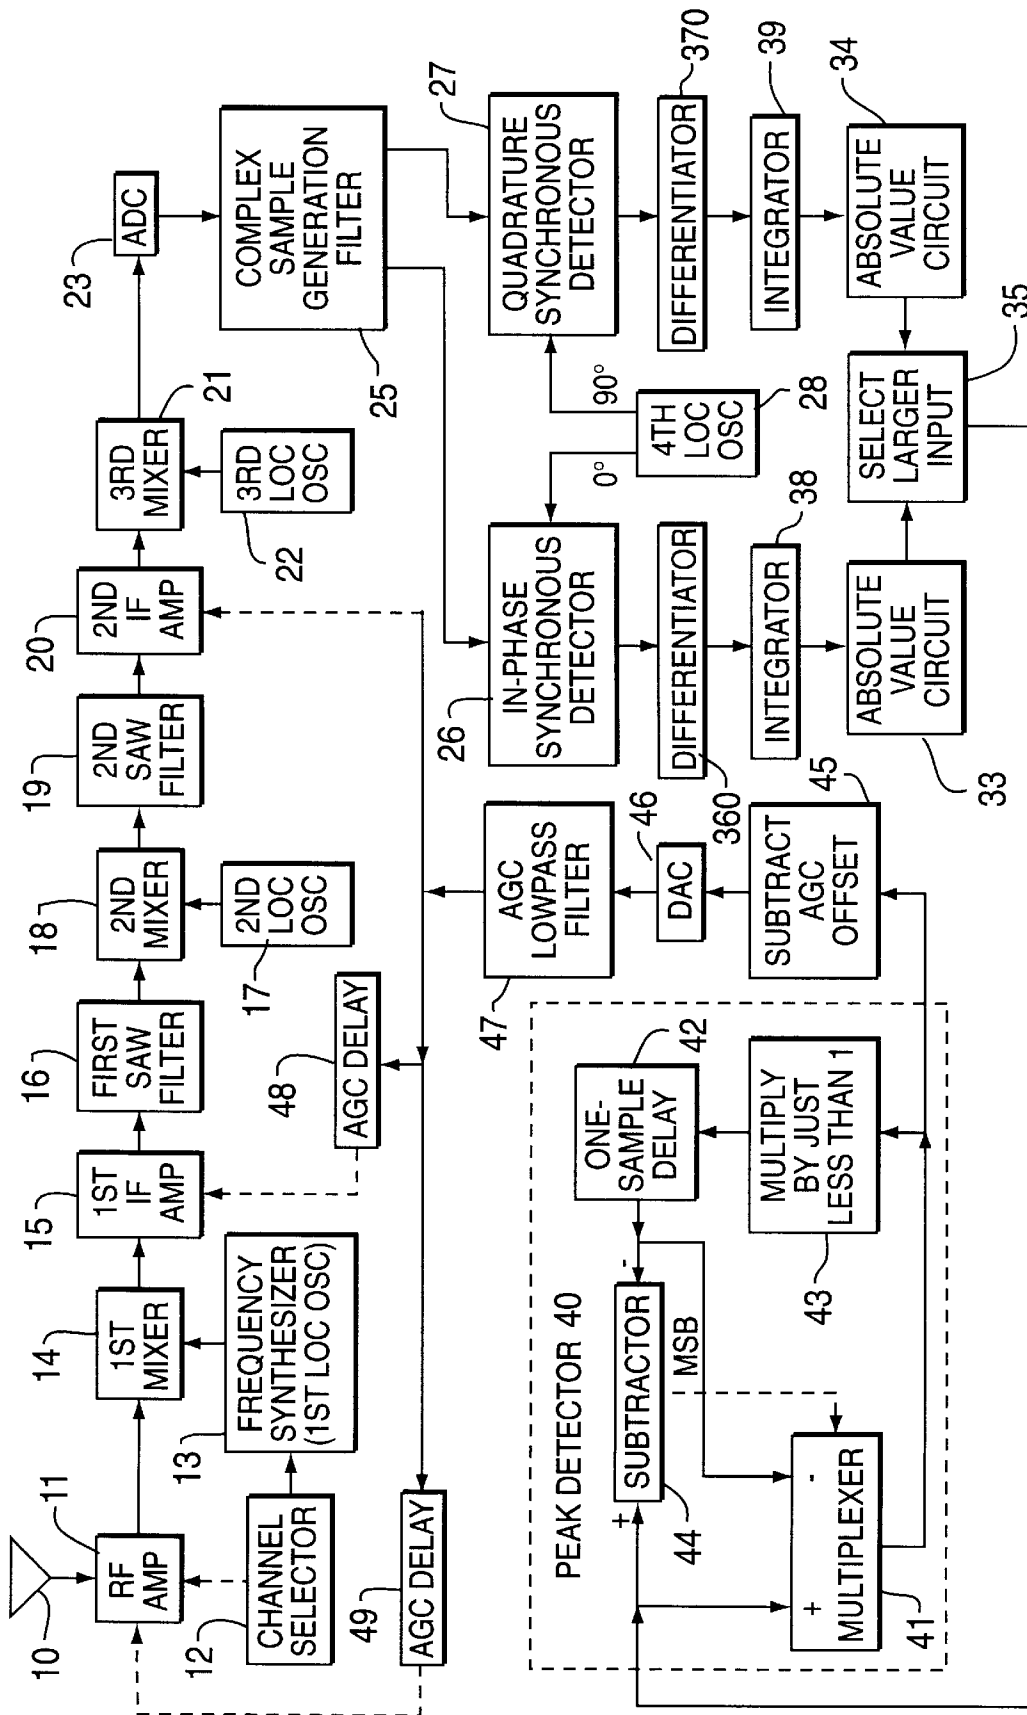 10
RF
AMP
11
CHANNEL
SELECTOR
12
FREQUENCY
SYNTHESIZER
(1ST LOC OSC)
13
1ST
MIXER
14
1ST
IF
AMP
15
FIRST
SAW
FILTER
16
2ND
LOC
OSC
17
2ND
MIXER
18
2ND
SAW
FILTER
19
2ND
IF
AMP
20
3RD
MIXER
21
3RD
LOC
OSC
22
ADC
23
AGC DELAY
48
AGC DELAY
49
COMPLEX
SAMPLE
GENERATION
FILTER
25
IN-PHASE
SYNCHRONOUS
DETECTOR
26
QUADRATURE
SYNCHRONOUS
DETECTOR
27
0°
90°
4TH
LOC
OSC
28
DIFFERENTIATOR
360
DIFFERENTIATOR
370
INTEGRATOR
38
INTEGRATOR
39
ABSOLUTE
VALUE
CIRCUIT
33
ABSOLUTE
VALUE
CIRCUIT
34
SELECT
LARGER
INPUT
35
AGC
LOWPASS
FILTER
47
DAC
46
SUBTRACT
AGC
OFFSET
45
PEAK DETECTOR 40
ONE-
SAMPLE
DELAY
42
MULTIPLY
BY JUST
LESS THAN 1
43
+
-
SUBTRACTOR
44
MSB
+
-
MULTIPLEXER
41